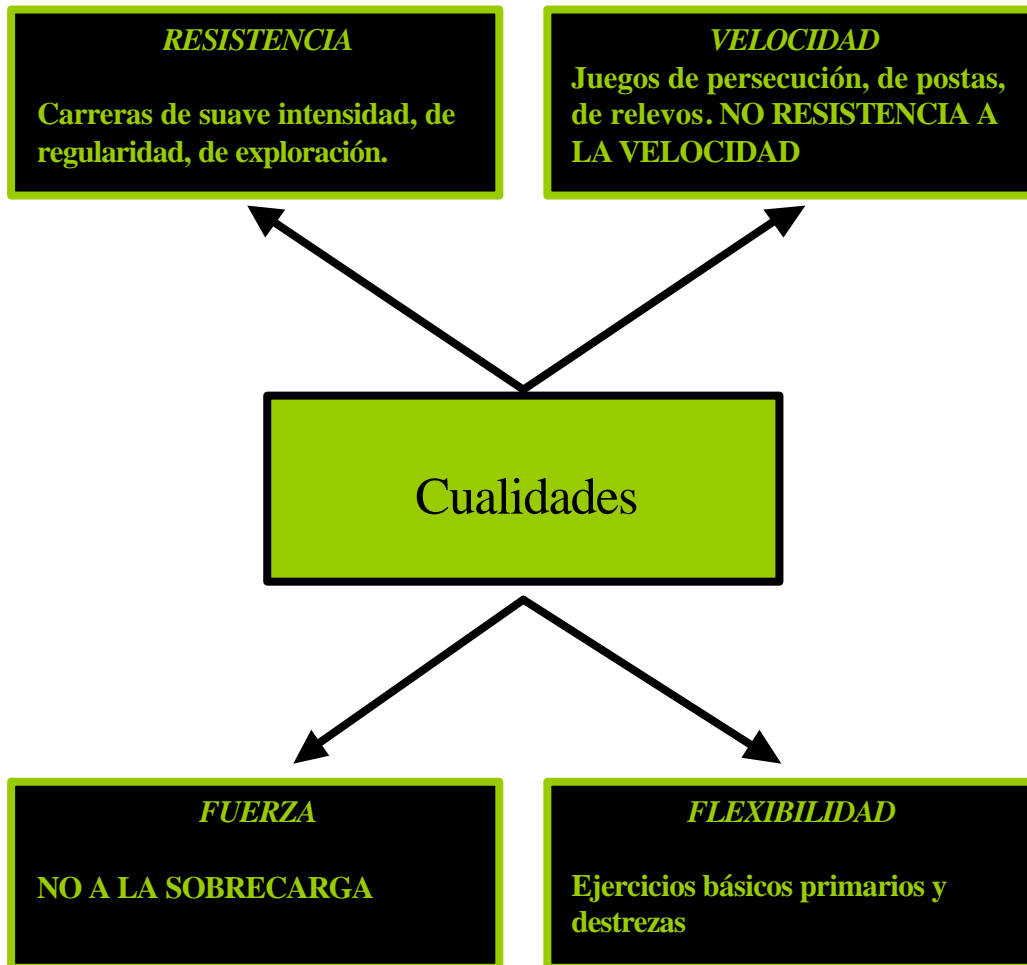 RESISTENCIA
Carreras de suave intensidad, de
regularidad, de exploración.
VELOCIDAD
Juegos de persecución, de postas,
de relevos. NO RESISTENCIA A
LA VELOCIDAD
Cualidades
FUERZA
NO A LA SOBRECARGA
FLEXIBILIDAD
Ejercicios básicos primarios y
destrezas